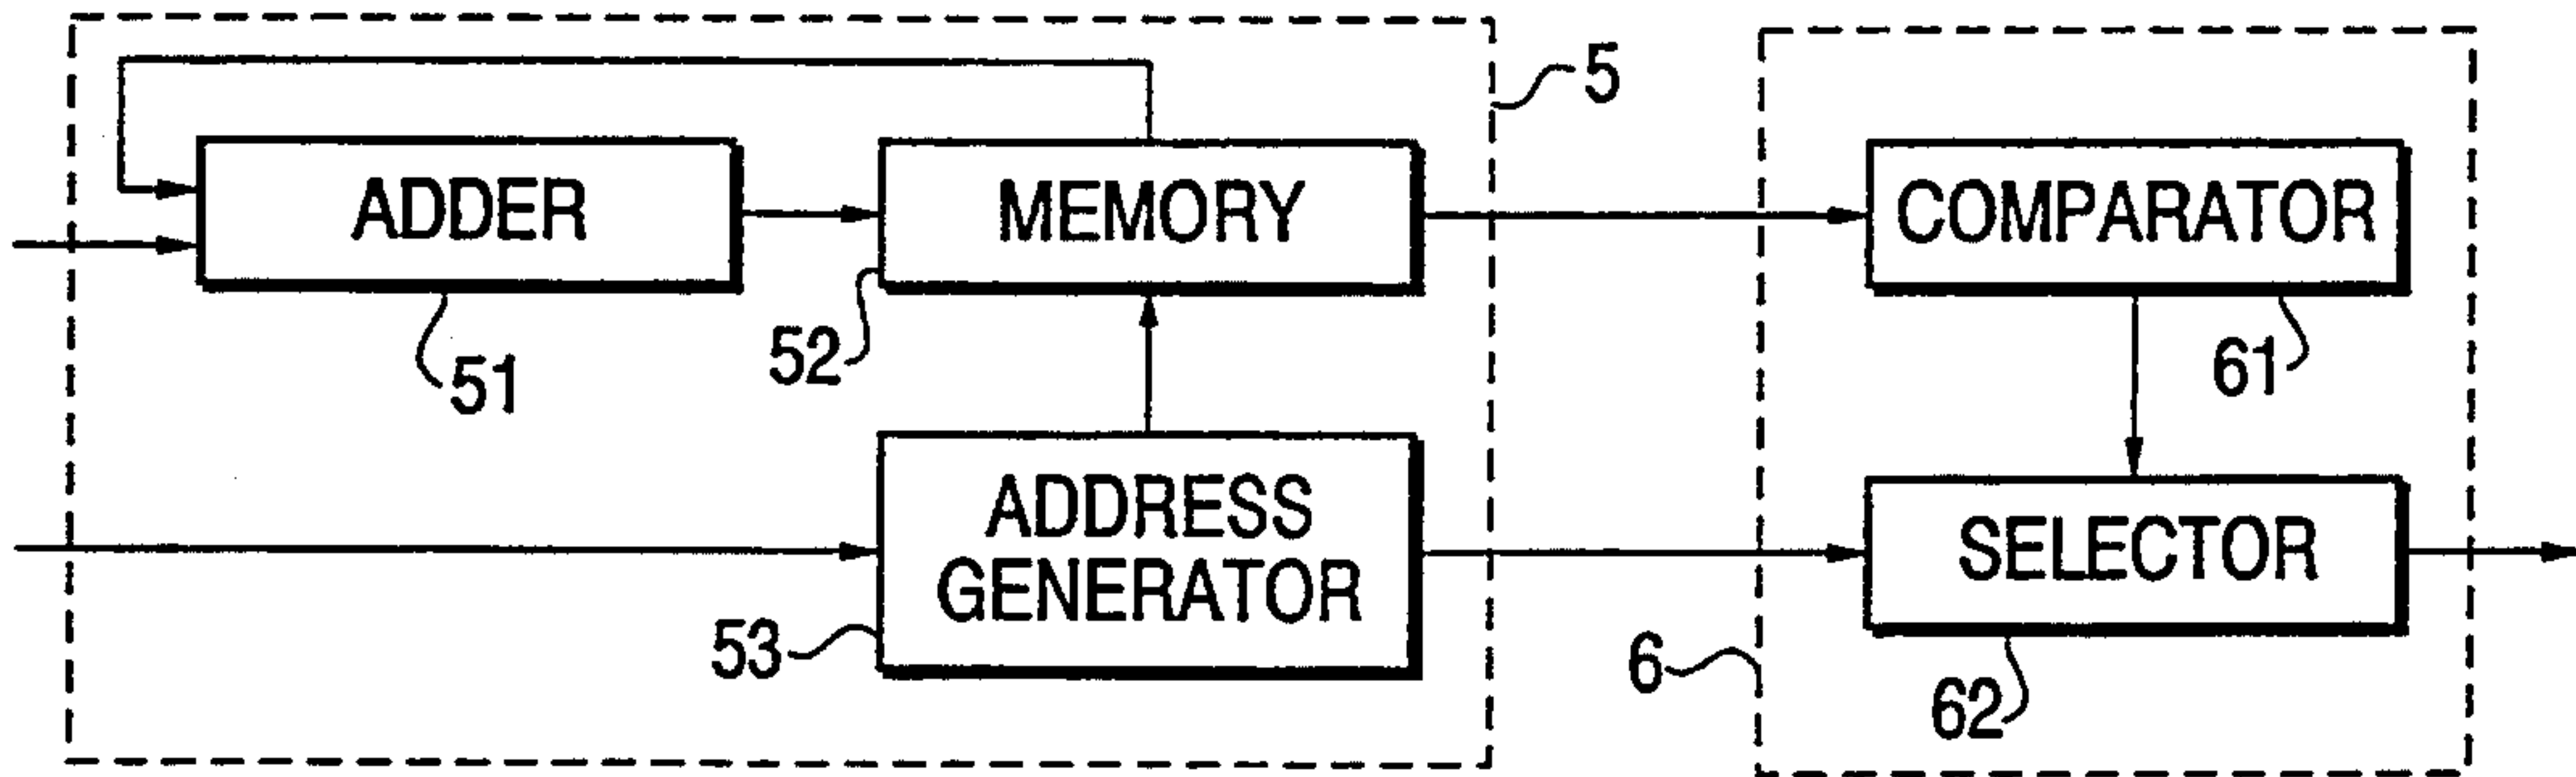 5
ADDER
MEMORY
COMPARATOR
51
52
61
ADDRESS
GENERATOR
SELECTOR
53
6
62